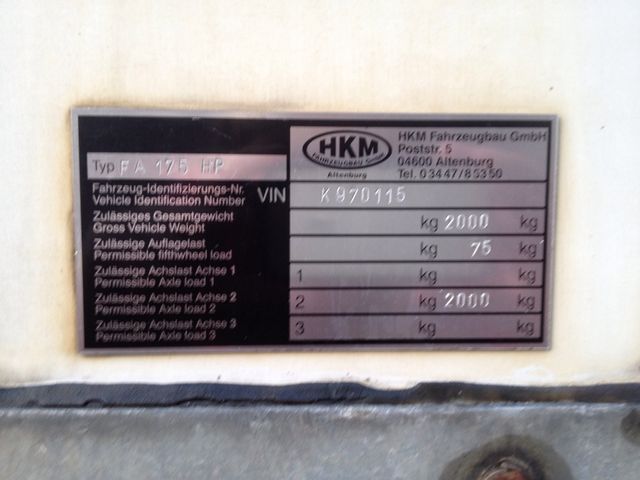 HKM
FAHRZEUGBAU GmbH
Altenburg
HKM Fahrzeugbau GmbH
Poststr. 5
04600 Altenburg
Tel. 03447/85350
Typ FA 175 HP
Fahrzeug-Identifizierungs-Nr.
Vehicle Identification Number
VIN K970115
Zulässiges Gesamtgewicht
Gross Vehicle Weight
kg 2000 kg
Zulässige Auflagelast
Permissible fifthwheel load
kg 75 kg
Zulässige Achslast Achse 1
Permissible Axle load 1
1 kg kg
Zulässige Achslast Achse 2
Permissible Axle load 2
2 kg 2000 kg
Zulässige Achslast Achse 3
Permissible Axle load 3
3 kg kg